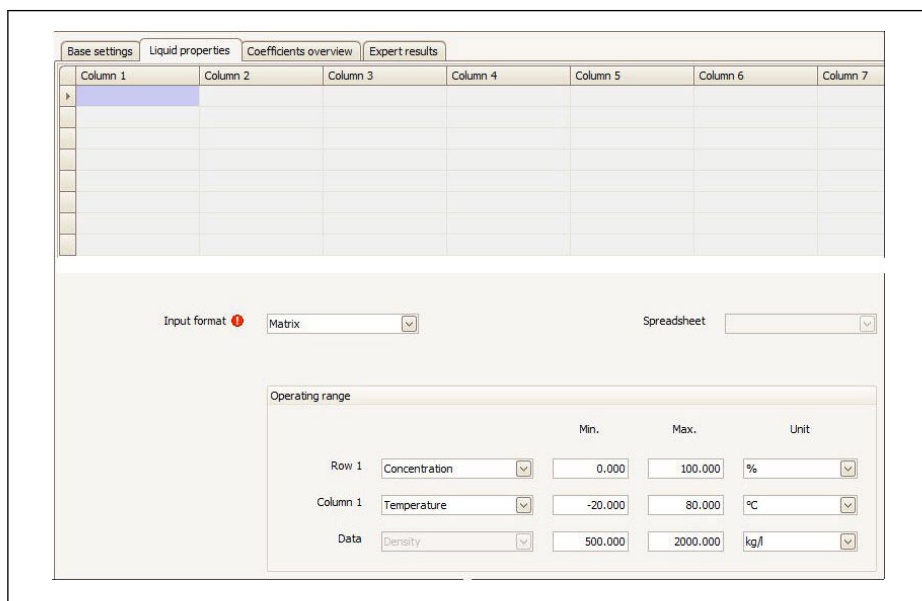 Base settings Liquid properties Coefficients overview Expert results
Column 1 Column 2 Column 3 Column 4 Column 5 Column 6 Column 7
Input format Matrix Spreadsheet
Operating range
Min. Max. Unit
Row 1 Concentration 0.000 100.000 %
Column 1 Temperature -20.000 80.000 °C
Data Density 500.000 2000.000 kg/l